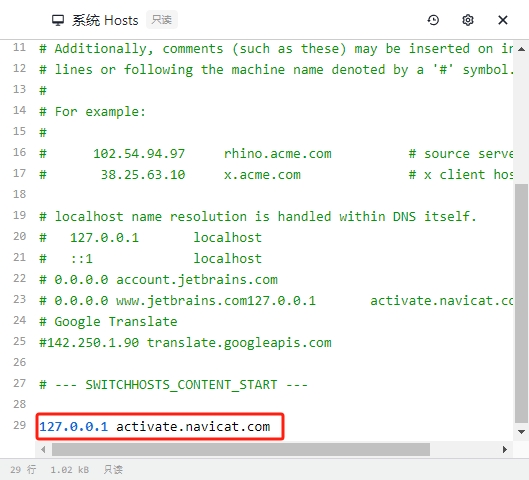 系统 Hosts 只读
11 # Additionally, comments (such as these) may be inserted on in
12 # lines or following the machine name denoted by a '#' symbol.
13 #
14 # For example:
15 #
16 # 102.54.94.97 rhino.acme.com # source serve
17 # 38.25.63.10 x.acme.com # x client hos
18
19 # localhost name resolution is handled within DNS itself.
20 # 127.0.0.1 localhost
21 # ::1 localhost
22 # 0.0.0.0 account.jetbrains.com
23 # 0.0.0.0 www.jetbrains.com127.0.0.1 activate.navicat.co
24 # Google Translate
25 #142.250.1.90 translate.googleapis.com
26
27 # --- SWITCHHOSTS_CONTENT_START ---
28
29 127.0.0.1 activate.navicat.com
29 行 1.02 kB 只读